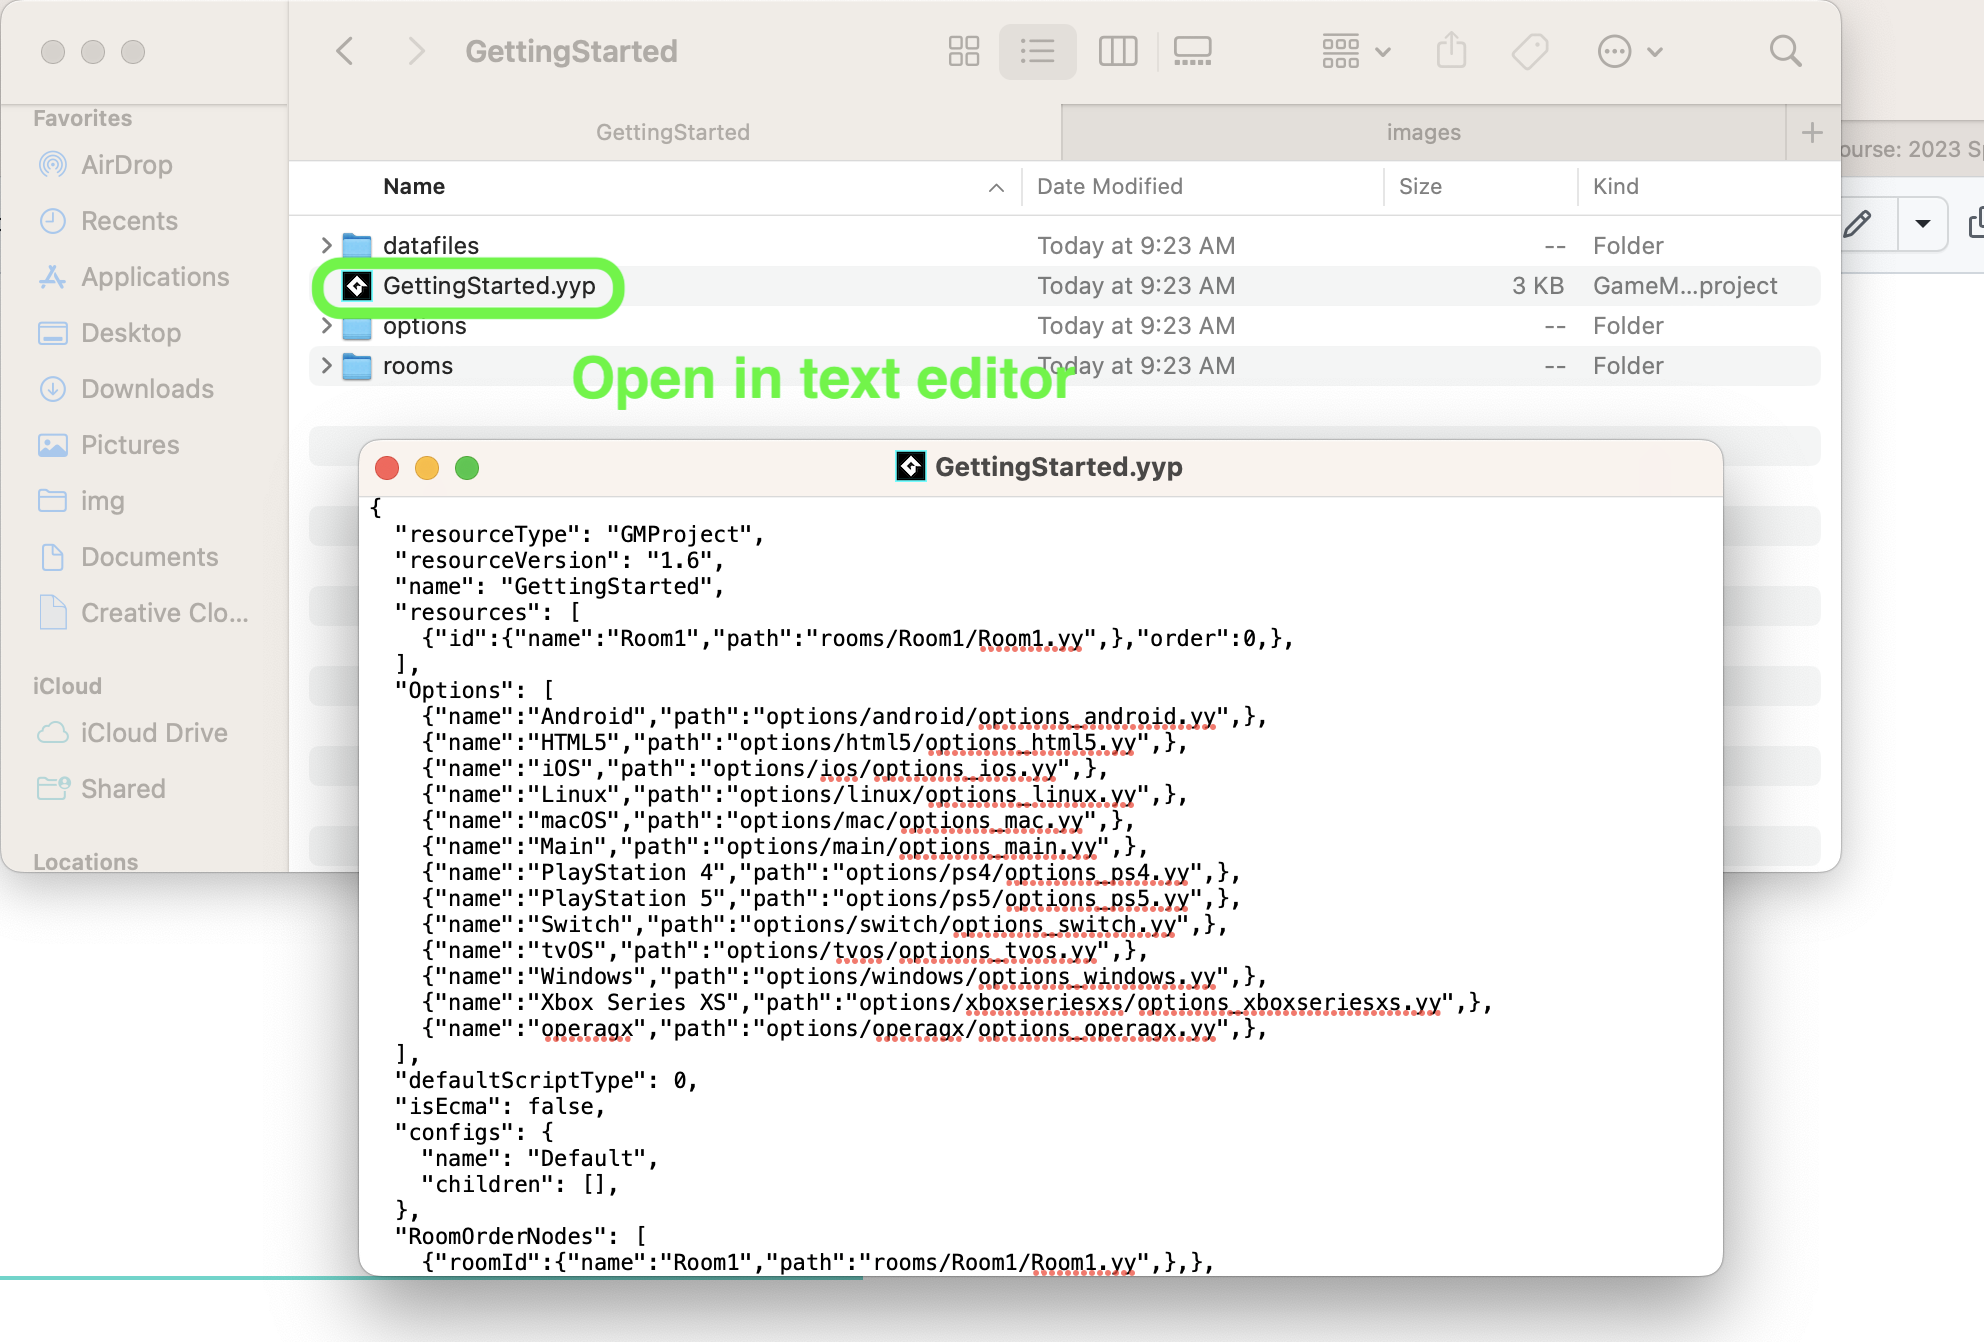 GettingStarted
GettingStarted
images
ourse: 2023 S
Favorites
AirDrop
Recents
Applications
Desktop
Downloads
Pictures
img
Documents
Creative Clo...
iCloud
iCloud Drive
Shared
Locations
Name Date Modified Size Kind
datafiles Today at 9:23 AM -- Folder
GettingStarted.yyp Today at 9:23 AM 3 KB GameM...project
options Today at 9:23 AM -- Folder
rooms Today at 9:23 AM -- Folder
Open in text editor
GettingStarted.yyp
{
"resourceType": "GMProject",
"resourceVersion": "1.6",
"name": "GettingStarted",
"resources": [
{"id":{"name":"Room1","path":"rooms/Room1/Room1.yy",},"order":0,},
],
"Options": [
{"name":"Android","path":"options/android/options_android.yy",},
{"name":"HTML5","path":"options/html5/options_html5.yy",},
{"name":"iOS","path":"options/ios/options_ios.yy",},
{"name":"Linux","path":"options/linux/options_linux.yy",},
{"name":"macOS","path":"options/mac/options_mac.yy",},
{"name":"Main","path":"options/main/options_main.yy",},
{"name":"PlayStation 4","path":"options/ps4/options_ps4.yy",},
{"name":"PlayStation 5","path":"options/ps5/options_ps5.yy",},
{"name":"Switch","path":"options/switch/options_switch.yy",},
{"name":"tvOS","path":"options/tvos/options_tvos.yy",},
{"name":"Windows","path":"options/windows/options_windows.yy",},
{"name":"Xbox Series XS","path":"options/xboxseriesxs/options_xboxseriesxs.yy",},
{"name":"operagx","path":"options/operagx/options_operagx.yy",},
],
"defaultScriptType": 0,
"isEcma": false,
"configs": {
"name": "Default",
"children": [],
},
"RoomOrderNodes": [
{"roomId":{"name":"Room1","path":"rooms/Room1/Room1.yy",},},